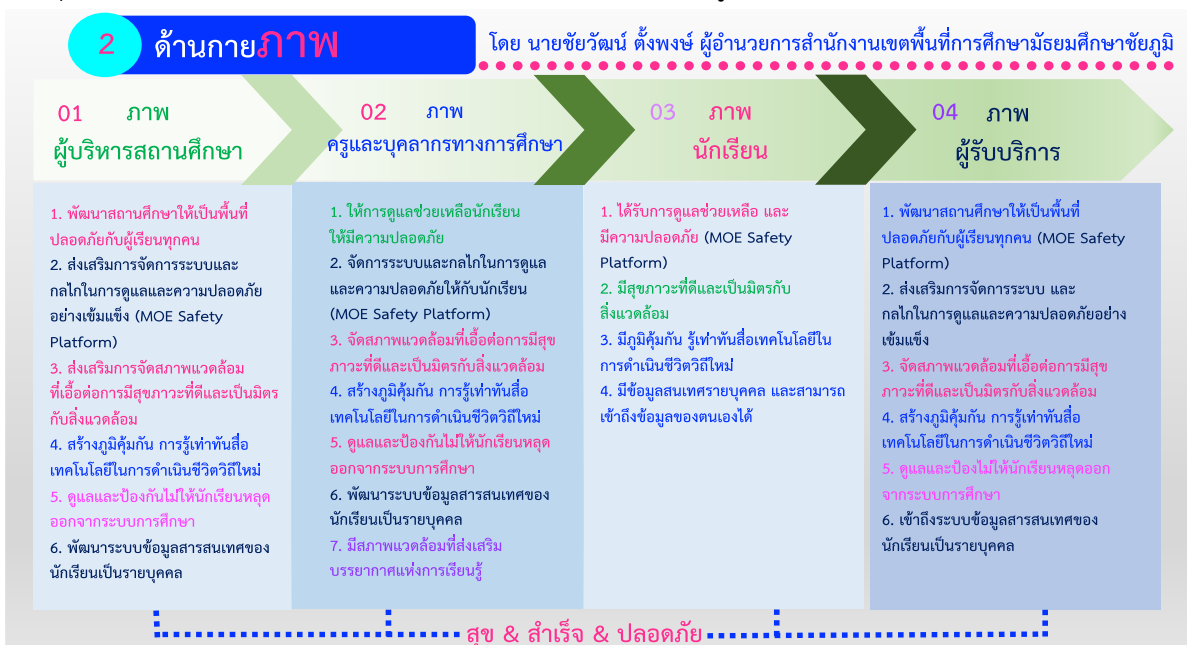 2 ด้านกายภาพ
โดย นายชัยวัฒน์ ตั้งพงษ์ ผู้อำนวยการสำนักงานเขตพื้นที่การศึกษามัธยมศึกษาชัยภูมิ
01 ภาพ
ผู้บริหารสถานศึกษา
02 ภาพ
ครูและบุคลากรทางการศึกษา
03 ภาพ
นักเรียน
04 ภาพ
ผู้รับบริการ
1. พัฒนาสถานศึกษาให้เป็นพื้นที่
ปลอดภัยกับผู้เรียนทุกคน
2. ส่งเสริมการจัดการระบบและ
กลไกในการดูแลและความปลอดภัย
อย่างเข้มแข็ง (MOE Safety
Platform)
3. ส่งเสริมการจัดสภาพแวดล้อม
ที่เอื้อต่อการมีสุขภาวะที่ดีและเป็นมิตร
กับสิ่งแวดล้อม
4. สร้างภูมิคุ้มกัน การรู้เท่าทันสื่อ
เทคโนโลยีในการดำเนินชีวิตวิถีใหม่
5. ดูแลและป้องกันไม่ให้นักเรียนหลุด
ออกจากระบบการศึกษา
6. พัฒนาระบบข้อมูลสารสนเทศของ
นักเรียนเป็นรายบุคคล
1. ให้การดูแลช่วยเหลือนักเรียน
ให้มีความปลอดภัย
2. จัดการระบบและกลไกในการดูแล
และความปลอดภัยให้กับนักเรียน
(MOE Safety Platform)
3. จัดสภาพแวดล้อมที่เอื้อต่อการมีสุข
ภาวะที่ดีและเป็นมิตรกับสิ่งแวดล้อม
4. สร้างภูมิคุ้มกัน การรู้เท่าทันสื่อ
เทคโนโลยีในการดำเนินชีวิตวิถีใหม่
5. ดูแลและป้องกันไม่ให้นักเรียนหลุด
ออกจากระบบการศึกษา
6. พัฒนาระบบข้อมูลสารสนเทศของ
นักเรียนเป็นรายบุคคล
7. มีสภาพแวดล้อมที่ส่งเสริม
บรรยากาศแห่งการเรียนรู้
1. ได้รับการดูแลช่วยเหลือ และ
มีความปลอดภัย (MOE Safety
Platform)
2. มีสุขภาวะที่ดีและเป็นมิตรกับ
สิ่งแวดล้อม
3. มีภูมิคุ้มกัน รู้เท่าทันสื่อเทคโนโลยีใน
การดำเนินชีวิตวิถีใหม่
4. มีข้อมูลสนเทศรายบุคคล และสามารถ
เข้าถึงข้อมูลของตนเองได้
1. พัฒนาสถานศึกษาให้เป็นพื้นที่
ปลอดภัยกับผู้เรียนทุกคน (MOE Safety
Platform)
2. ส่งเสริมการจัดการระบบ และ
กลไกในการดูแลและความปลอดภัยอย่าง
เข้มแข็ง
3. จัดสภาพแวดล้อมที่เอื้อต่อการมีสุข
ภาวะที่ดีและเป็นมิตรกับสิ่งแวดล้อม
4. สร้างภูมิคุ้มกัน การรู้เท่าทันสื่อ
เทคโนโลยีในการดำเนินชีวิตวิถีใหม่
5. ดูแลและป้องไม่ให้นักเรียนหลุดออก
จากระบบการศึกษา
6. เข้าถึงระบบข้อมูลสารสนเทศของ
นักเรียนเป็นรายบุคคล
สุข & สำเร็จ & ปลอดภัย